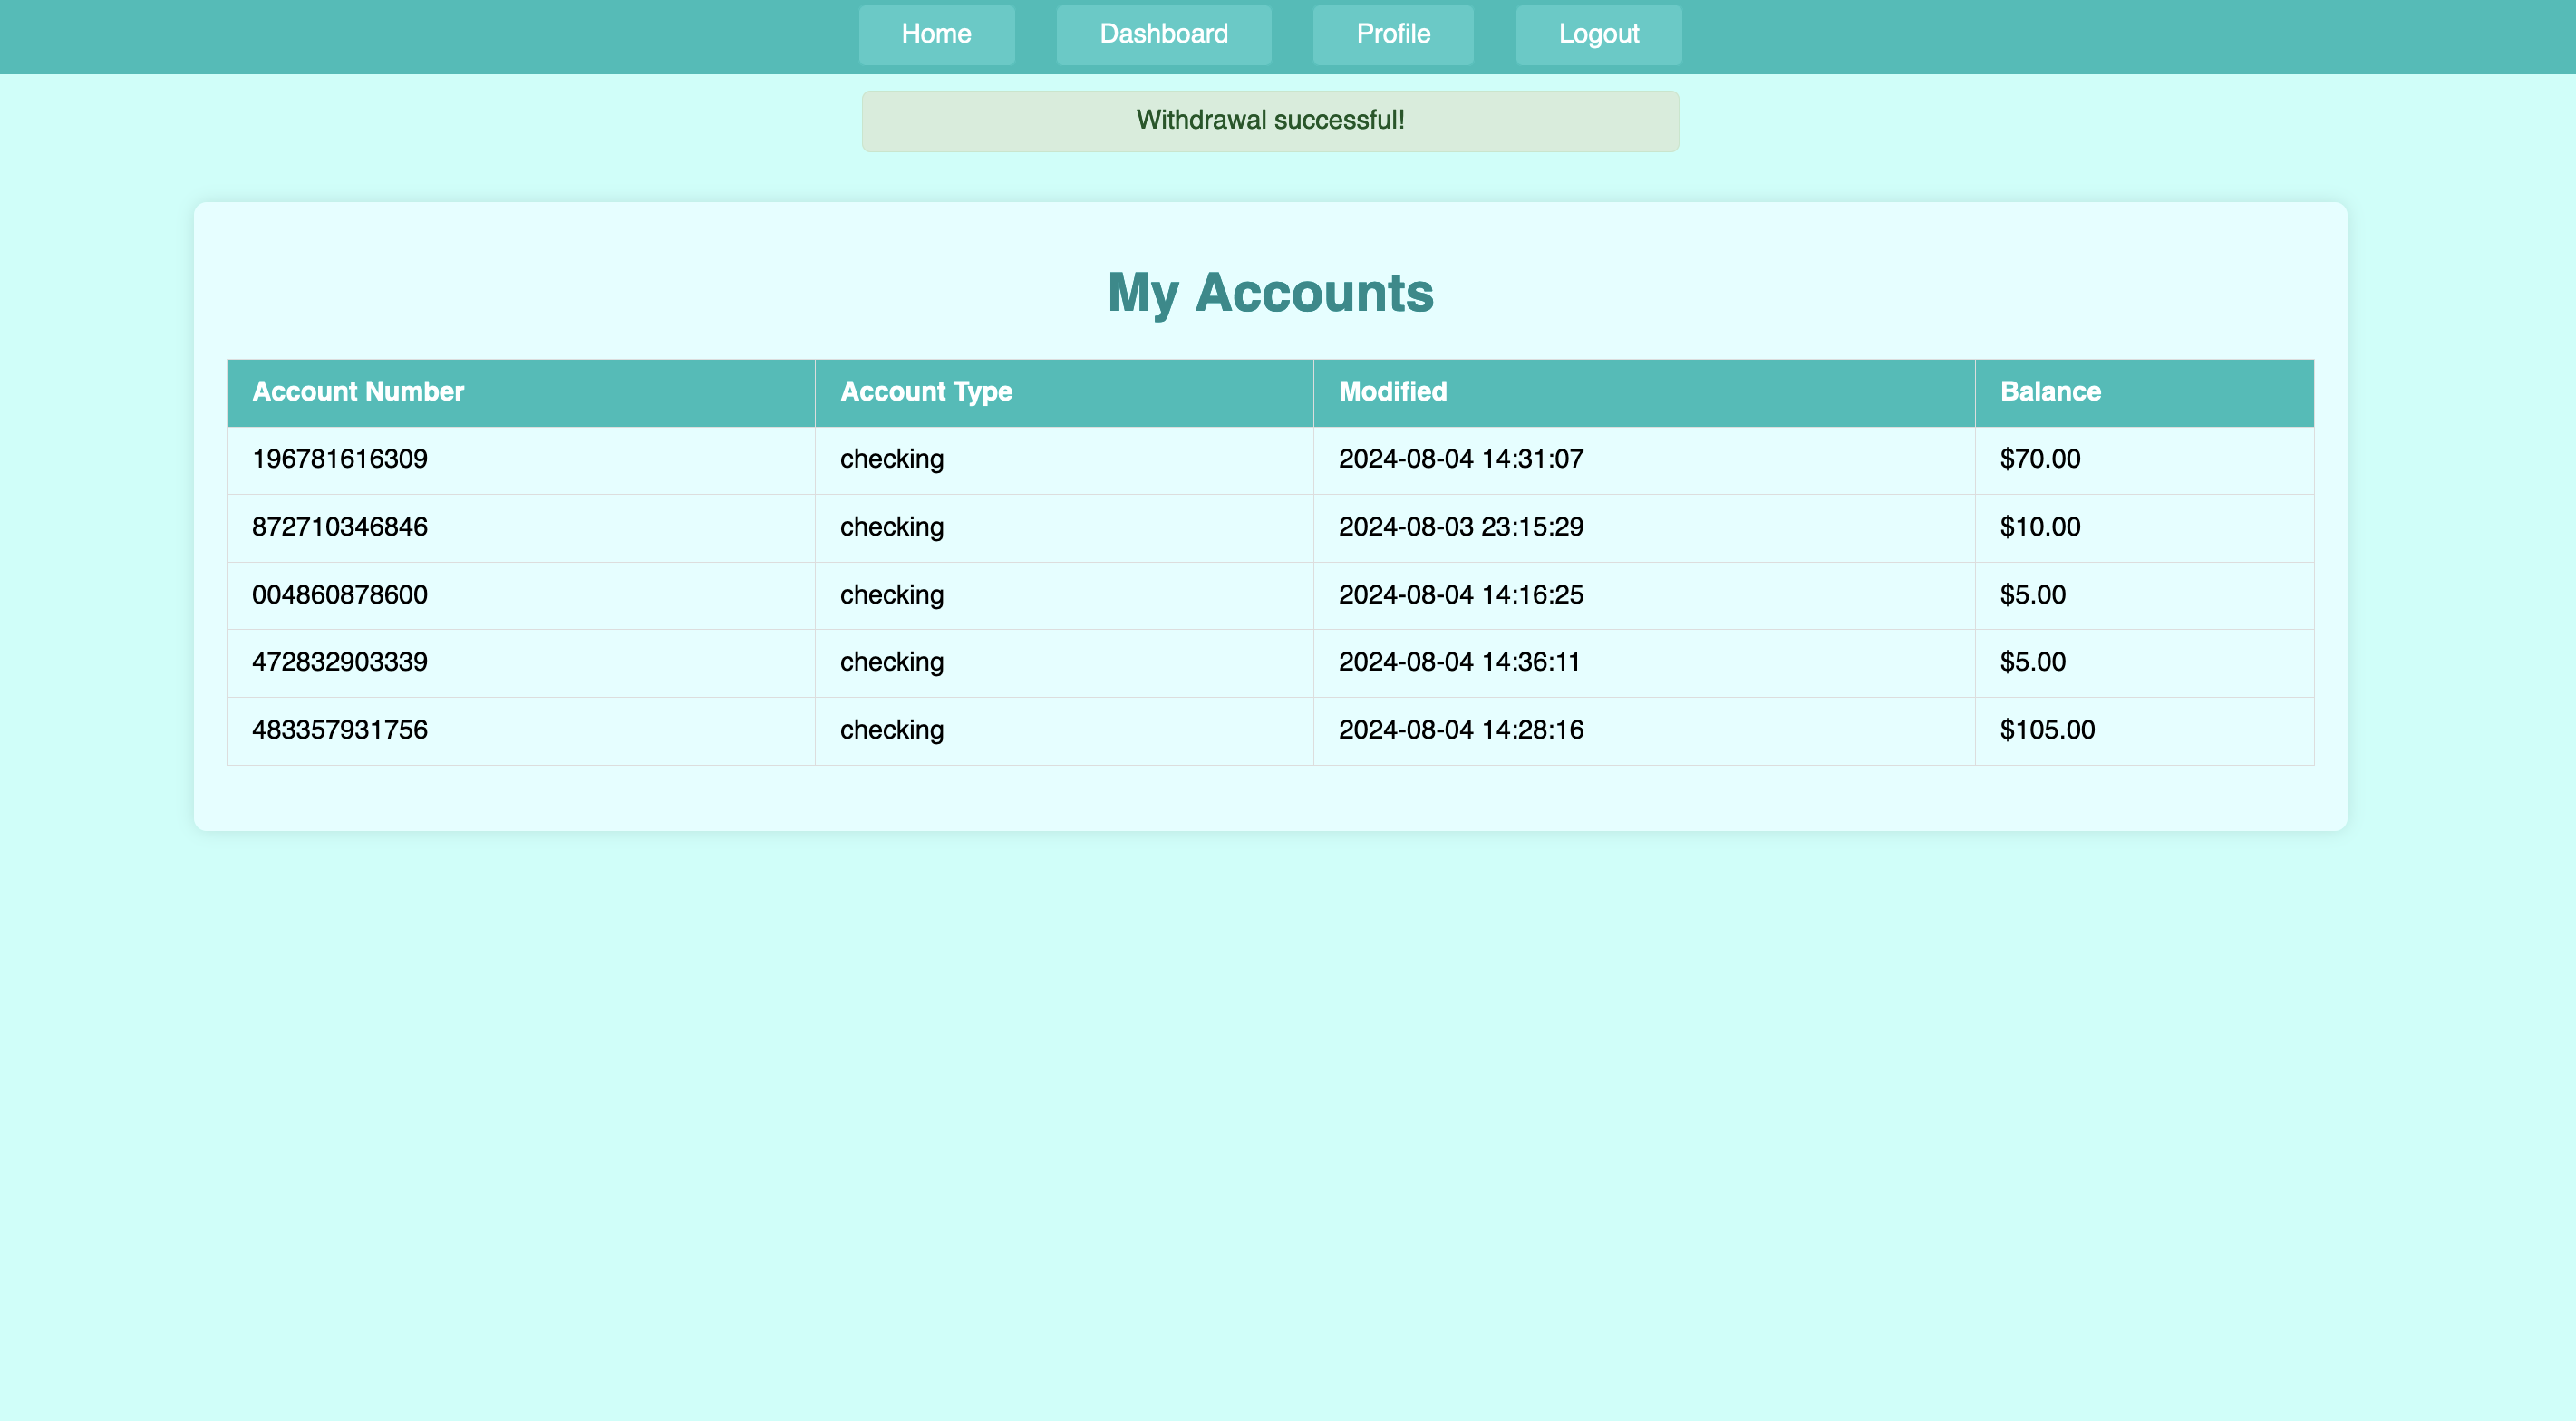 Home Dashboard Profile Logout
Withdrawal successful!
My Accounts
Account Number Account Type Modified Balance
196781616309 checking 2024-08-04 14:31:07 $70.00
872710346846 checking 2024-08-03 23:15:29 $10.00
004860878600 checking 2024-08-04 14:16:25 $5.00
472832903339 checking 2024-08-04 14:36:11 $5.00
483357931756 checking 2024-08-04 14:28:16 $105.00